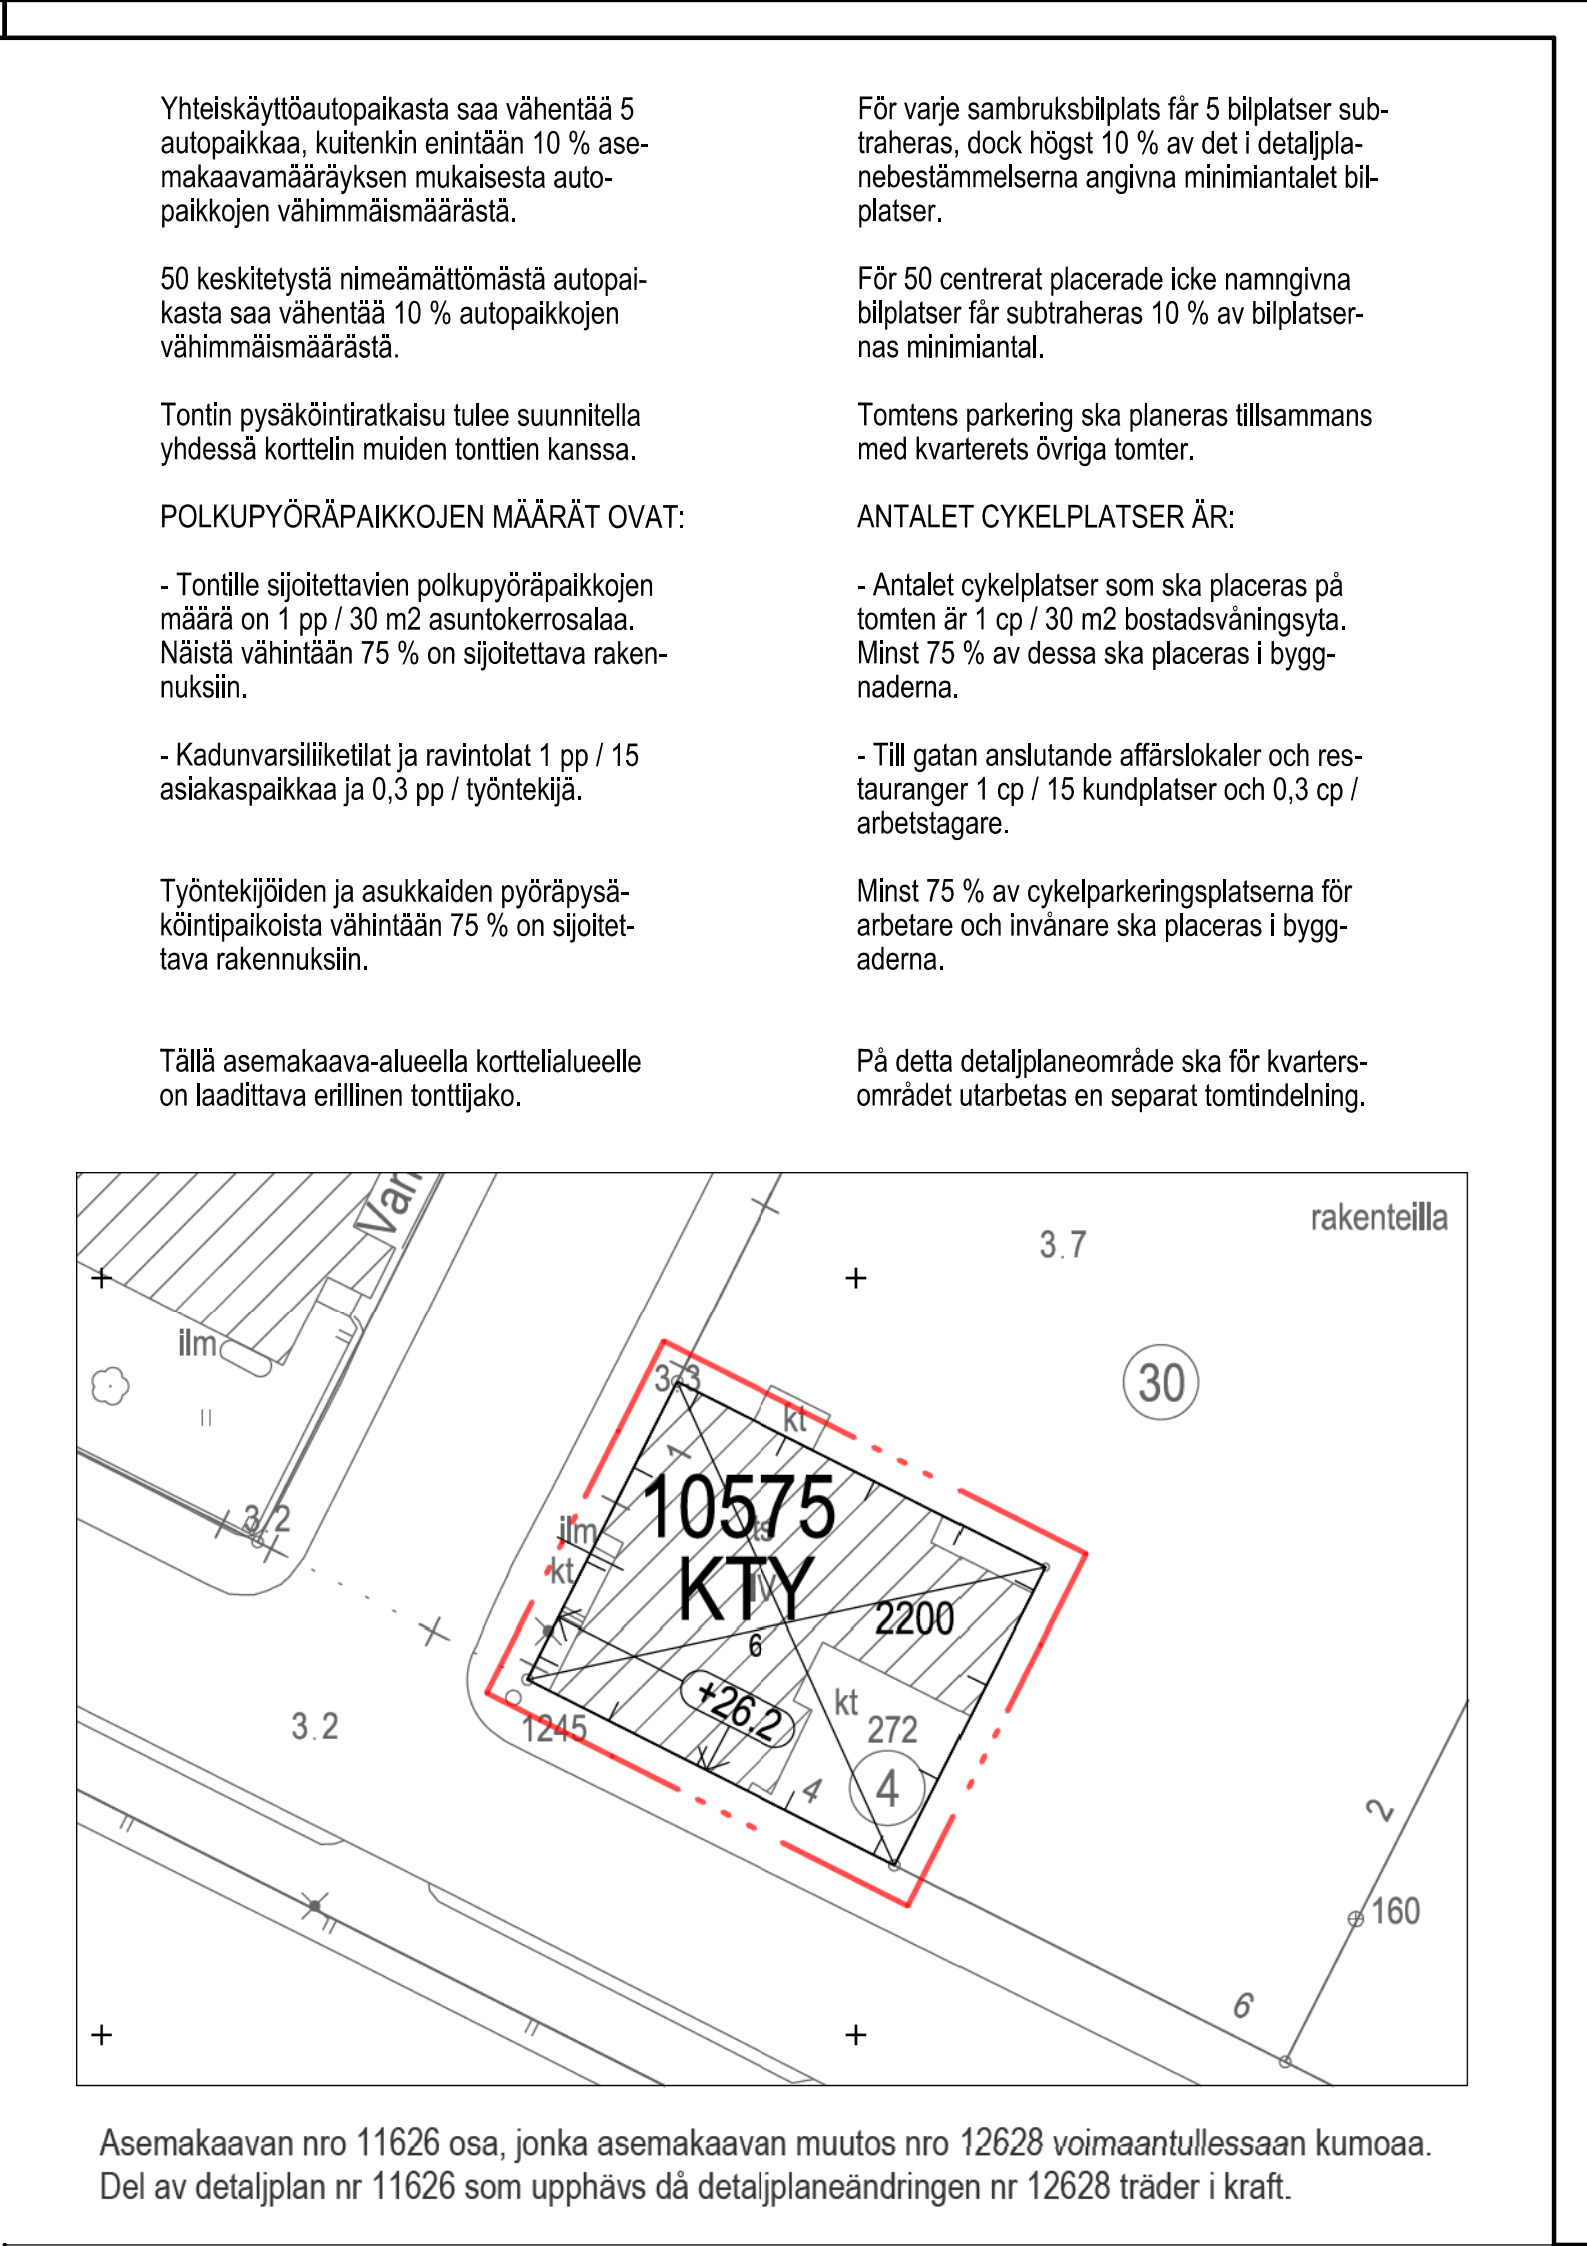 Yhteiskäyttöautopaikasta saa vähentää 5
autopaikkaa, kuitenkin enintään 10 % ase-
makaavamääräyksen mukaisesta auto-
paikkojen vähimmäismäärästä.
50 keskitetystä nimeämättömästä autopai-
kasta saa vähentää 10 % autopaikkojen
vähimmäismäärästä.
Tontin pysäköintiratkaisu tulee suunnitella
yhdessä korttelin muiden tonttien kanssa.
POLKUPYÖRÄPAIKKOJEN MÄÄRÄT OVAT:
- Tontille sijoitettavien polkupyöräpaikkojen
määrä on 1 pp / 30 m2 asuntokerrosalaa.
Näistä vähintään 75 % on sijoitettava raken-
nuksiin.
- Kadunvarsiliiketilat ja ravintolat 1 pp / 15
asiakaspaikkaa ja 0,3 pp / työntekijä.
Työntekijöiden ja asukkaiden pyöräpysä-
köintipaikoista vähintään 75 % on sijoitet-
tava rakennuksiin.
Tällä asemakaava-alueella korttelialueelle
on laadittava erillinen tonttijako.
För varje sambruksbilplats får 5 bilplatser sub-
traheras, dock högst 10 % av det i detaljpla-
nebestämmelserna angivna minimiantalet bil-
platser.
För 50 centrerat placerade icke namngivna
bilplatser får subtraheras 10 % av bilplatser-
nas minimiantal.
Tomtens parkering ska planeras tillsammans
med kvarterets övriga tomter.
ANTALET CYKELPLATSER ÄR:
- Antalet cykelplatser som ska placeras på
tomten är 1 cp / 30 m2 bostadsvåningsyta.
Minst 75 % av dessa ska placeras i bygg-
naderna.
- Till gatan anslutande affärslokaler och res-
tauranger 1 cp / 15 kundplatser och 0,3 cp /
arbetstagare.
Minst 75 % av cykelparkeringsplatserna för
arbetare och invånare ska placeras i bygg-
aderna.
På detta detaljplaneområde ska för kvarters-
området utarbetas en separat tomtindelning.
Van
rakenteilla
3.7
ilm
3.3
30
kt
1
10575
3.2
ilm
ts
kt
KTY
IV
2200
6
+26.2
kt
3.2
1245
272
4
4
2
160
6
Asemakaavan nro 11626 osa, jonka asemakaavan muutos nro 12628 voimaantullessaan kumoaa.
Del av detaljplan nr 11626 som upphävs då detaljplaneändringen nr 12628 träder i kraft.